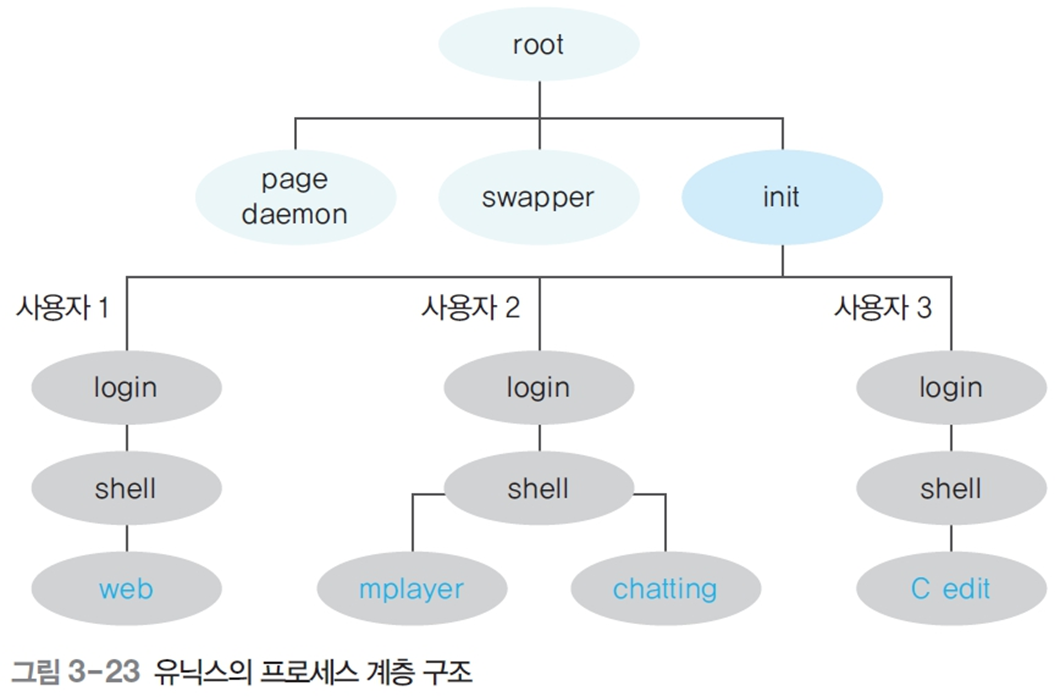 root
page
daemon
swapper
init
사용자 1
사용자 2
사용자 3
login
login
login
shell
shell
shell
web
mplayer
chatting
C edit
그림 3-23 유닉스의 프로세스 계층 구조